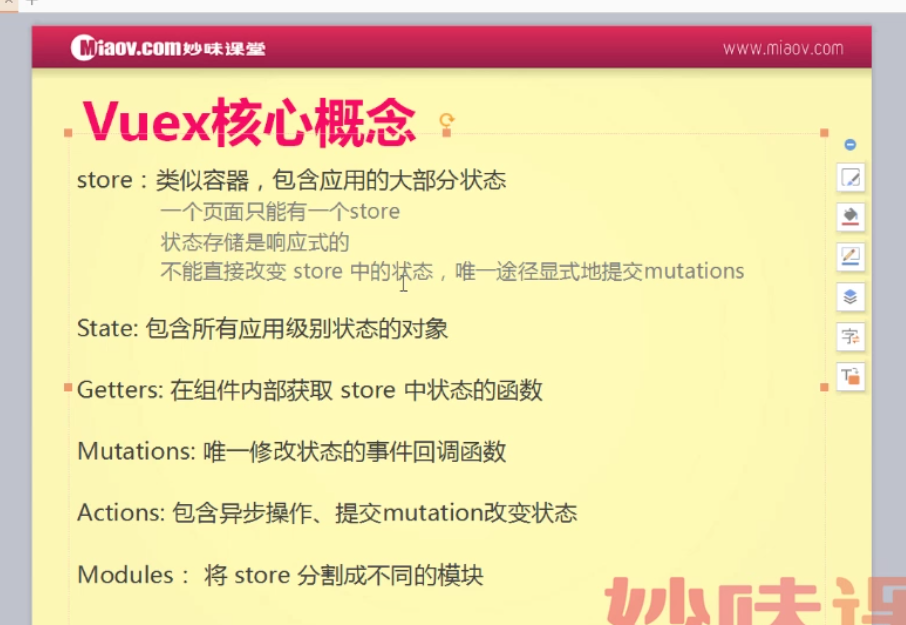 Miaov.com妙味课堂
www.miaov.com
Vuex核心概念
store：类似容器，包含应用的大部分状态
一个页面只能有一个store
状态存储是响应式的
不能直接改变 store 中的状态，唯一途径显式地提交mutations
State: 包含所有应用级别状态的对象
Getters: 在组件内部获取 store 中状态的函数
Mutations: 唯一修改状态的事件回调函数
Actions: 包含异步操作、提交mutation改变状态
Modules： 将 store 分割成不同的模块
妙味课